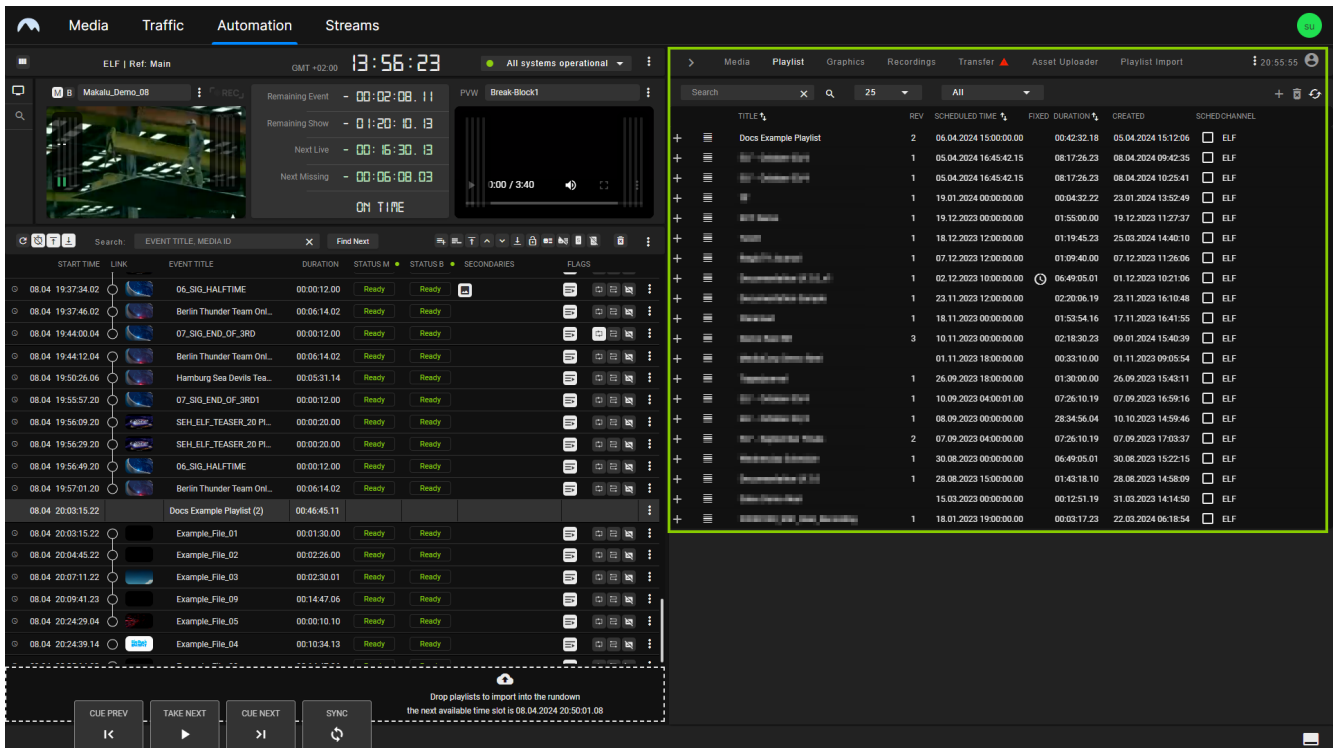 Media Traffic Automation Streams
su
ELF | Ref: Main
GMT +02:00 13:56:23
All systems operational
M B Makalu_Demo_08
REC
Remaining Event - 00:02:08.11
Remaining Show - 01:20:10.13
Next Live - 00:16:30.13
Next Missing - 00:06:08.03
ON TIME
PVW Break-Block1
0:00 / 3:40
Search: EVENT TITLE, MEDIA ID X Find Next
START TIME LINK EVENT TITLE DURATION STATUS M STATUS B SECONDARIES FLAGS
08.04 19:37:34.02 06_SIG_HALFTIME 00:00:12.00 Ready Ready
08.04 19:37:46.02 Berlin Thunder Team Onl... 00:06:14.02 Ready Ready
08.04 19:44:00.04 07_SIG_END_OF_3RD 00:00:12.00 Ready Ready
08.04 19:44:12.04 Berlin Thunder Team Onl... 00:06:14.02 Ready Ready
08.04 19:50:26.06 Hamburg Sea Devils Tea... 00:05:31.14 Ready Ready
08.04 19:55:57.20 07_SIG_END_OF_3RD1 00:00:12.00 Ready Ready
08.04 19:56:09.20 SEH_ELF_TEASER_20 Pl... 00:00:20.00 Ready Ready
08.04 19:56:29.20 SEH_ELF_TEASER_20 Pl... 00:00:20.00 Ready Ready
08.04 19:56:49.20 06_SIG_HALFTIME 00:00:12.00 Ready Ready
08.04 19:57:01.20 Berlin Thunder Team Onl... 00:06:14.02 Ready Ready
08.04 20:03:15.22 Docs Example Playlist (2) 00:46:45.11
08.04 20:03:15.22 Example_File_01 00:01:30.00 Ready Ready
08.04 20:04:45.22 Example_File_02 00:02:26.00 Ready Ready
08.04 20:07:11.22 Example_File_03 00:02:30.01 Ready Ready
08.04 20:09:41.23 Example_File_09 00:14:47.06 Ready Ready
08.04 20:24:29.04 Example_File_05 00:00:10.10 Ready Ready
08.04 20:24:39.14 Example_File_04 00:10:34.13 Ready Ready
Drop playlists to import into the rundown
the next available time slot is 08.04.2024 20:50:01.08
CUE PREV TAKE NEXT CUE NEXT SYNC
Media Playlist Graphics Recordings Transfer Asset Uploader Playlist Import 20:55:55
Search X 25 All
TITLE REV SCHEDULED TIME FIXED DURATION CREATED SCHED CHANNEL
Docs Example Playlist 2 06.04.2024 15:00:00.00 00:42:32.18 05.04.2024 15:12:06 ELF
1 05.04.2024 16:45:42.15 08:17:26.23 08.04.2024 09:42:35 ELF
1 05.04.2024 16:45:42.15 08:17:26.23 08.04.2024 10:25:41 ELF
1 19.01.2024 00:00:00.00 00:04:32.22 23.01.2024 13:52:49 ELF
1 19.12.2023 00:00:00.00 01:55:00.00 19.12.2023 11:27:37 ELF
1 18.12.2023 12:00:00.00 01:19:45.23 25.03.2024 14:40:10 ELF
1 07.12.2023 12:00:00.00 01:09:40.00 07.12.2023 11:26:06 ELF
1 02.12.2023 10:00:00.00 06:49:05.01 01.12.2023 10:21:06 ELF
1 23.11.2023 12:00:00.00 02:20:06.19 23.11.2023 16:10:48 ELF
1 18.11.2023 00:00:00.00 01:53:54.16 17.11.2023 16:41:55 ELF
3 10.11.2023 00:00:00.00 02:18:30.23 09.01.2024 15:40:39 ELF
01.11.2023 18:00:00.00 00:33:10.00 01.11.2023 09:05:54 ELF
1 26.09.2023 18:00:00.00 01:30:00.00 26.09.2023 15:43:11 ELF
1 10.09.2023 04:00:01.00 07:26:10.19 07.09.2023 16:59:16 ELF
1 08.09.2023 00:00:00.00 28:34:56.04 10.10.2023 14:59:46 ELF
2 07.09.2023 04:00:00.00 07:26:10.19 07.09.2023 17:03:37 ELF
1 30.08.2023 00:00:00.00 06:49:05.01 30.08.2023 15:22:15 ELF
1 28.08.2023 15:00:00.00 01:43:18.10 28.08.2023 14:58:09 ELF
15.03.2023 00:00:00.00 00:12:51.19 31.03.2023 14:14:50 ELF
1 18.01.2023 19:00:00.00 00:03:17.23 22.03.2024 06:18:54 ELF